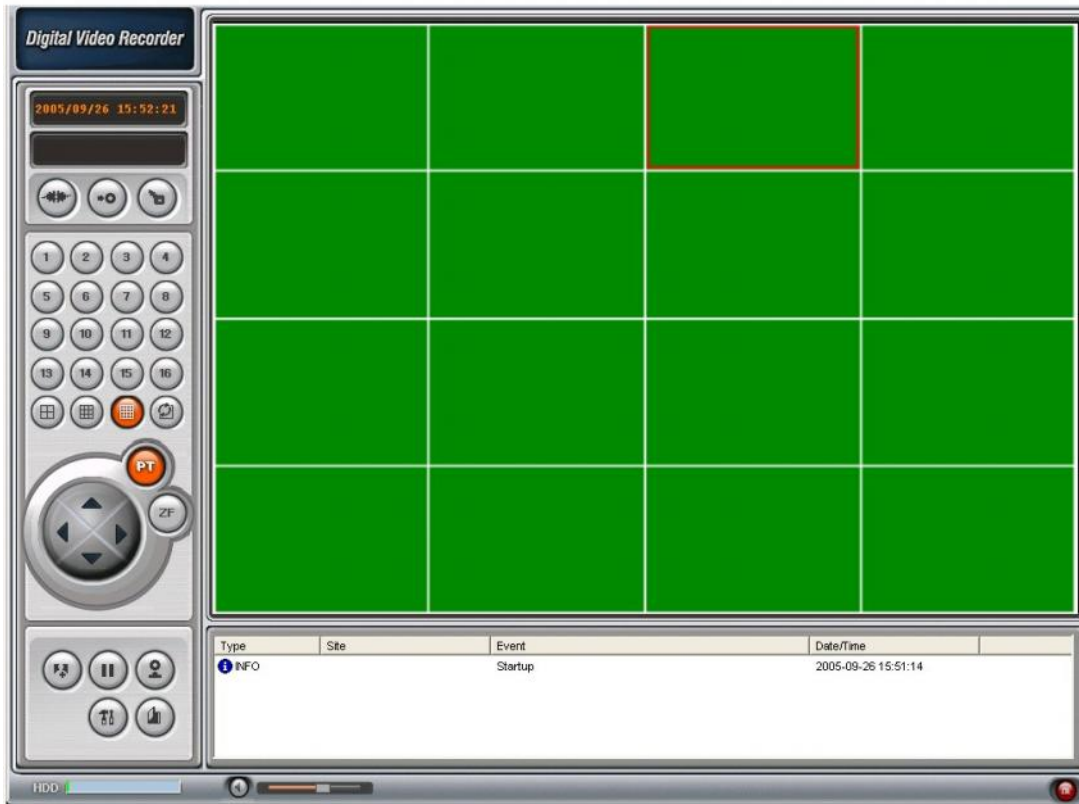 Digital Video Recorder
2005/09/26 15:52:21
1 2 3 4
5 6 7 8
9 10 11 12
13 14 15 16
PT
ZF
Type Site Event Date/Time
INFO Startup 2005-09-26 15:51:14
HDD